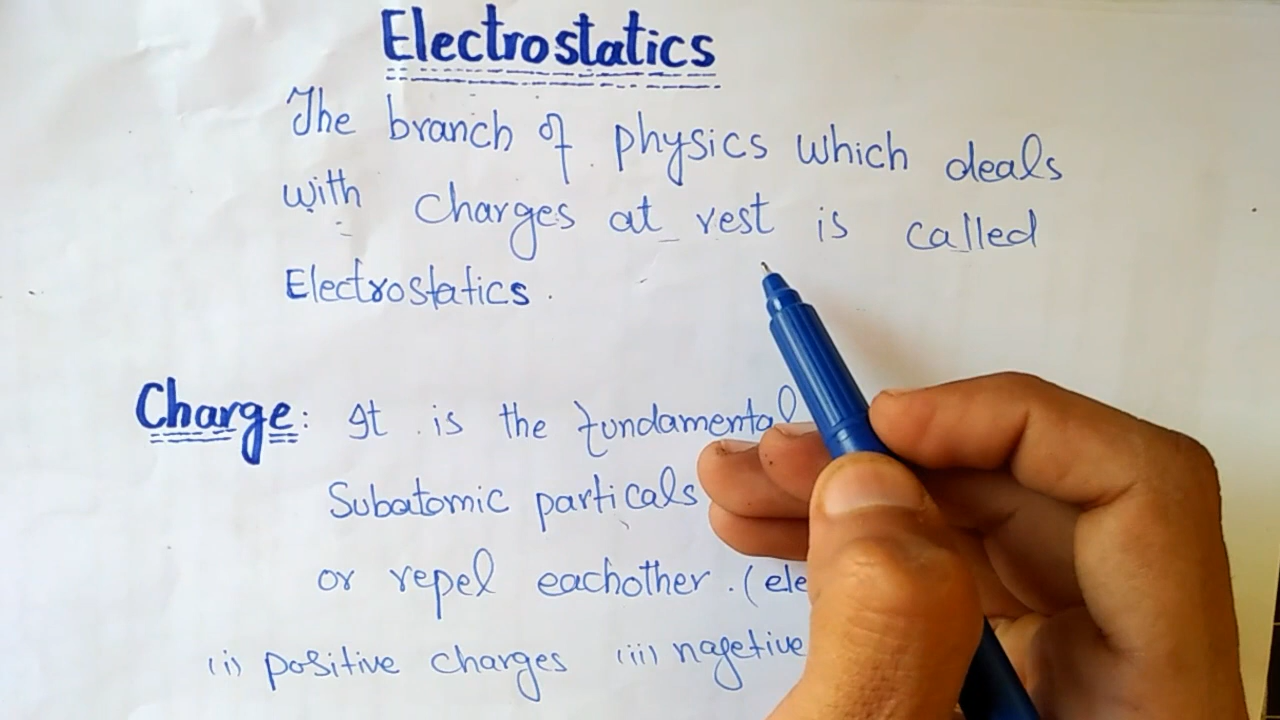 Electrostatics
The branch of physics which deals
with charges at rest is called
Electrostatics.
Charge: It is the fundamental
Subatomic particals
or repel eachother. (ele
(i) positive charges (ii) nagetive